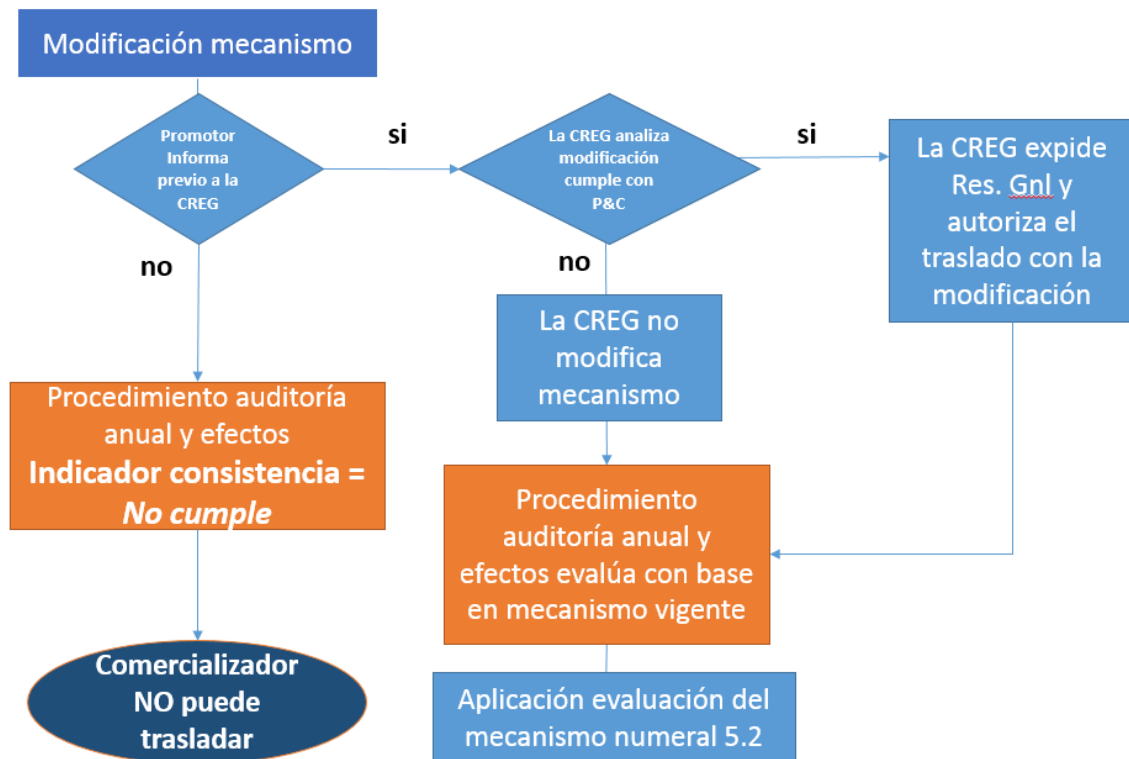 Modificación mecanismo
Promotor
Informa
previo a la
CREG
si
La CREG analiza
modificación
cumple con
P&C
si
La CREG expide
Res. Gnl y
autoriza el
traslado con la
modificación
no
no
La CREG no
modifica
mecanismo
Procedimiento auditoría
anual y efectos
Indicador consistencia =
No cumple
Procedimiento
auditoría anual y
efectos evalúa con base
en mecanismo vigente
Comercializador
NO puede
trasladar
Aplicación evaluación del
mecanismo numeral 5.2